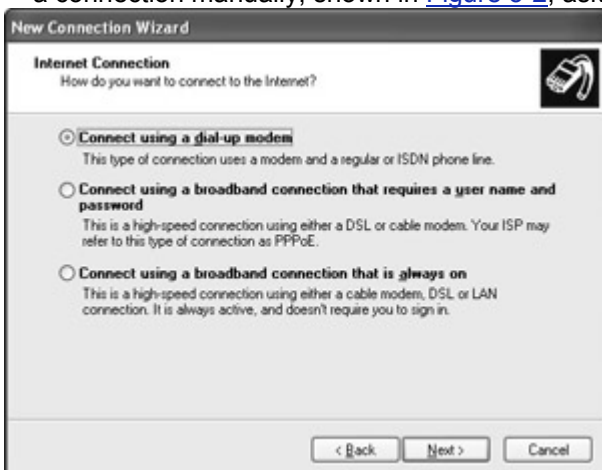 a connection manually, shown in
New Connection Wizard
Internet Connection
How do you want to connect to the Internet?
Connect using a dial-up modem
This type of connection uses a modem and a regular or ISDN phone line.
Connect using a broadband connection that requires a user name and
password
This is a high-speed connection using either a DSL or cable modem. Your ISP may
refer to this type of connection as PPPoE.
Connect using a broadband connection that is always on
This is a high-speed connection using either a cable modem, DSL or LAN
connection. It is always active, and doesn't require you to sign in.
< Back Next > Cancel